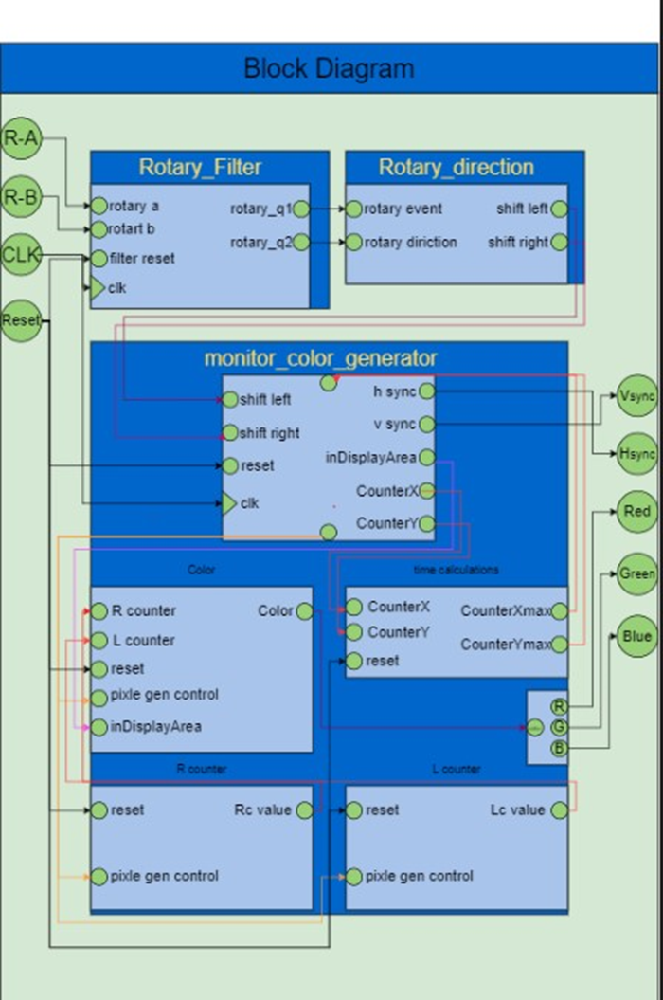 Block Diagram
R-A
R-B
CLK
Reset
Rotary_Filter
rotary a
rotart b
filter reset
clk
rotary_q1
rotary_q2
Rotary_direction
rotary event
rotary diriction
shift left
shift right
monitor_color_generator
shift left
shift right
reset
clk
h sync
v sync
inDisplayArea
CounterX
CounterY
Vsync
Hsync
Red
Green
Blue
Color
R counter
L counter
reset
pixle gen control
inDisplayArea
Color
time calculations
CounterX
CounterY
reset
CounterXmax
CounterYmax
R
G
B
R counter
reset
Rc value
pixle gen control
L counter
reset
Lc value
pixle gen control